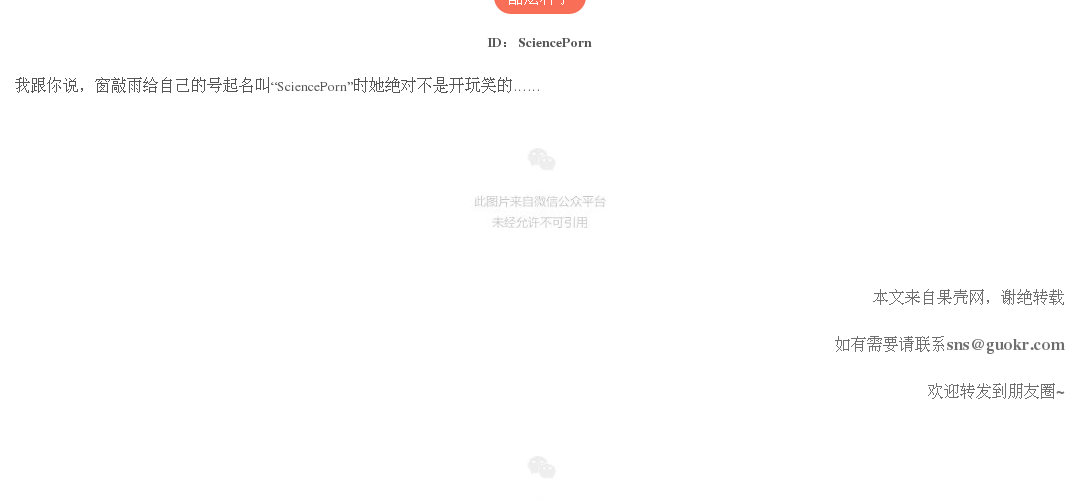 ID： SciencePorn
我跟你说，窗敲雨给自己的号起名叫“SciencePorn”时她绝对不是开玩笑的……
此图片来自微信公众平台
未经允许不可引用
本文来自果壳网，谢绝转载
如有需要请联系sns@guokr.com
欢迎转发到朋友圈~